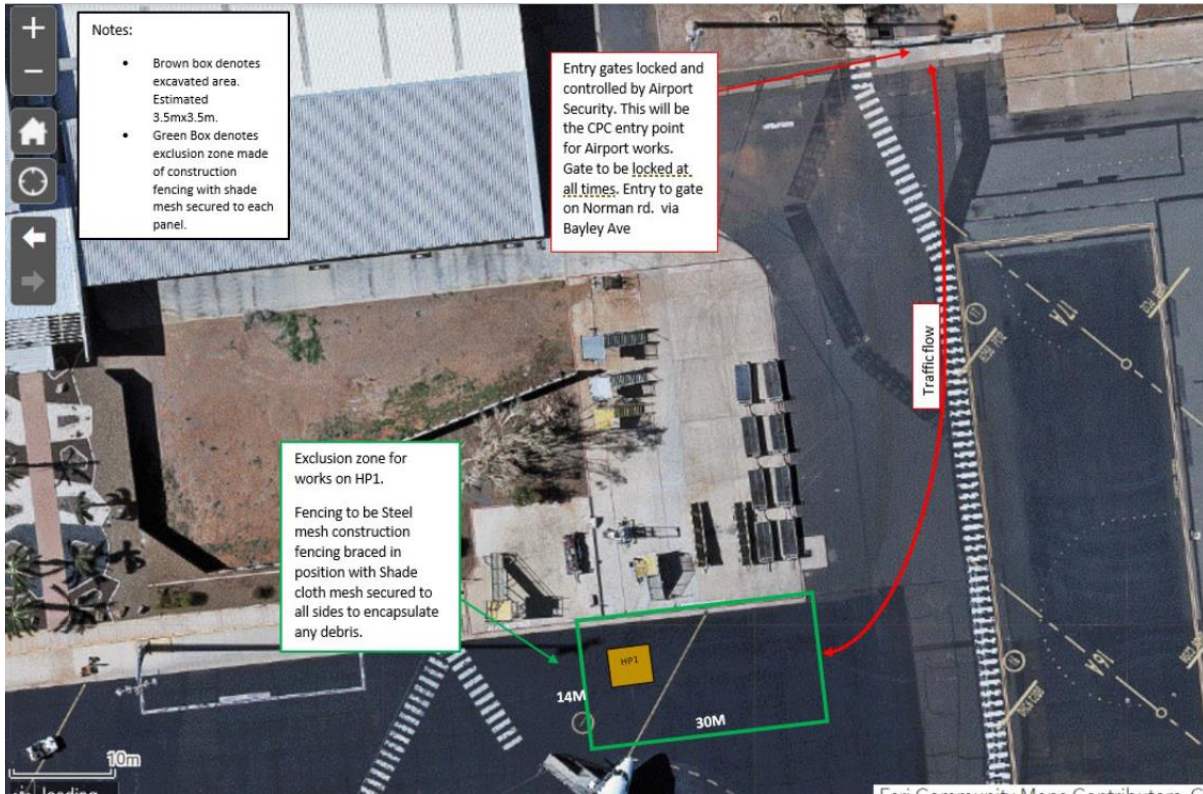 Notes:
Brown box denotes
excavated area.
Estimated
3.5mx3.5m.
Green Box denotes
exclusion zone made
of construction
fencing with shade
mesh secured to each
panel.
Entry gates locked and
controlled by Airport
Security. This will be
the CPC entry point
for Airport works.
Gate to be locked at
all times. Entry to gate
on Norman rd. via
Bayley Ave
Traffic flow
17A
11
Exclusion zone for
works on HP1.
Fencing to be Steel
mesh construction
fencing braced in
position with Shade
cloth mesh secured to
all sides to encapsulate
any debris.
HP1
14M
30M
16A
10m
loading
Esri Community Maps Contributors